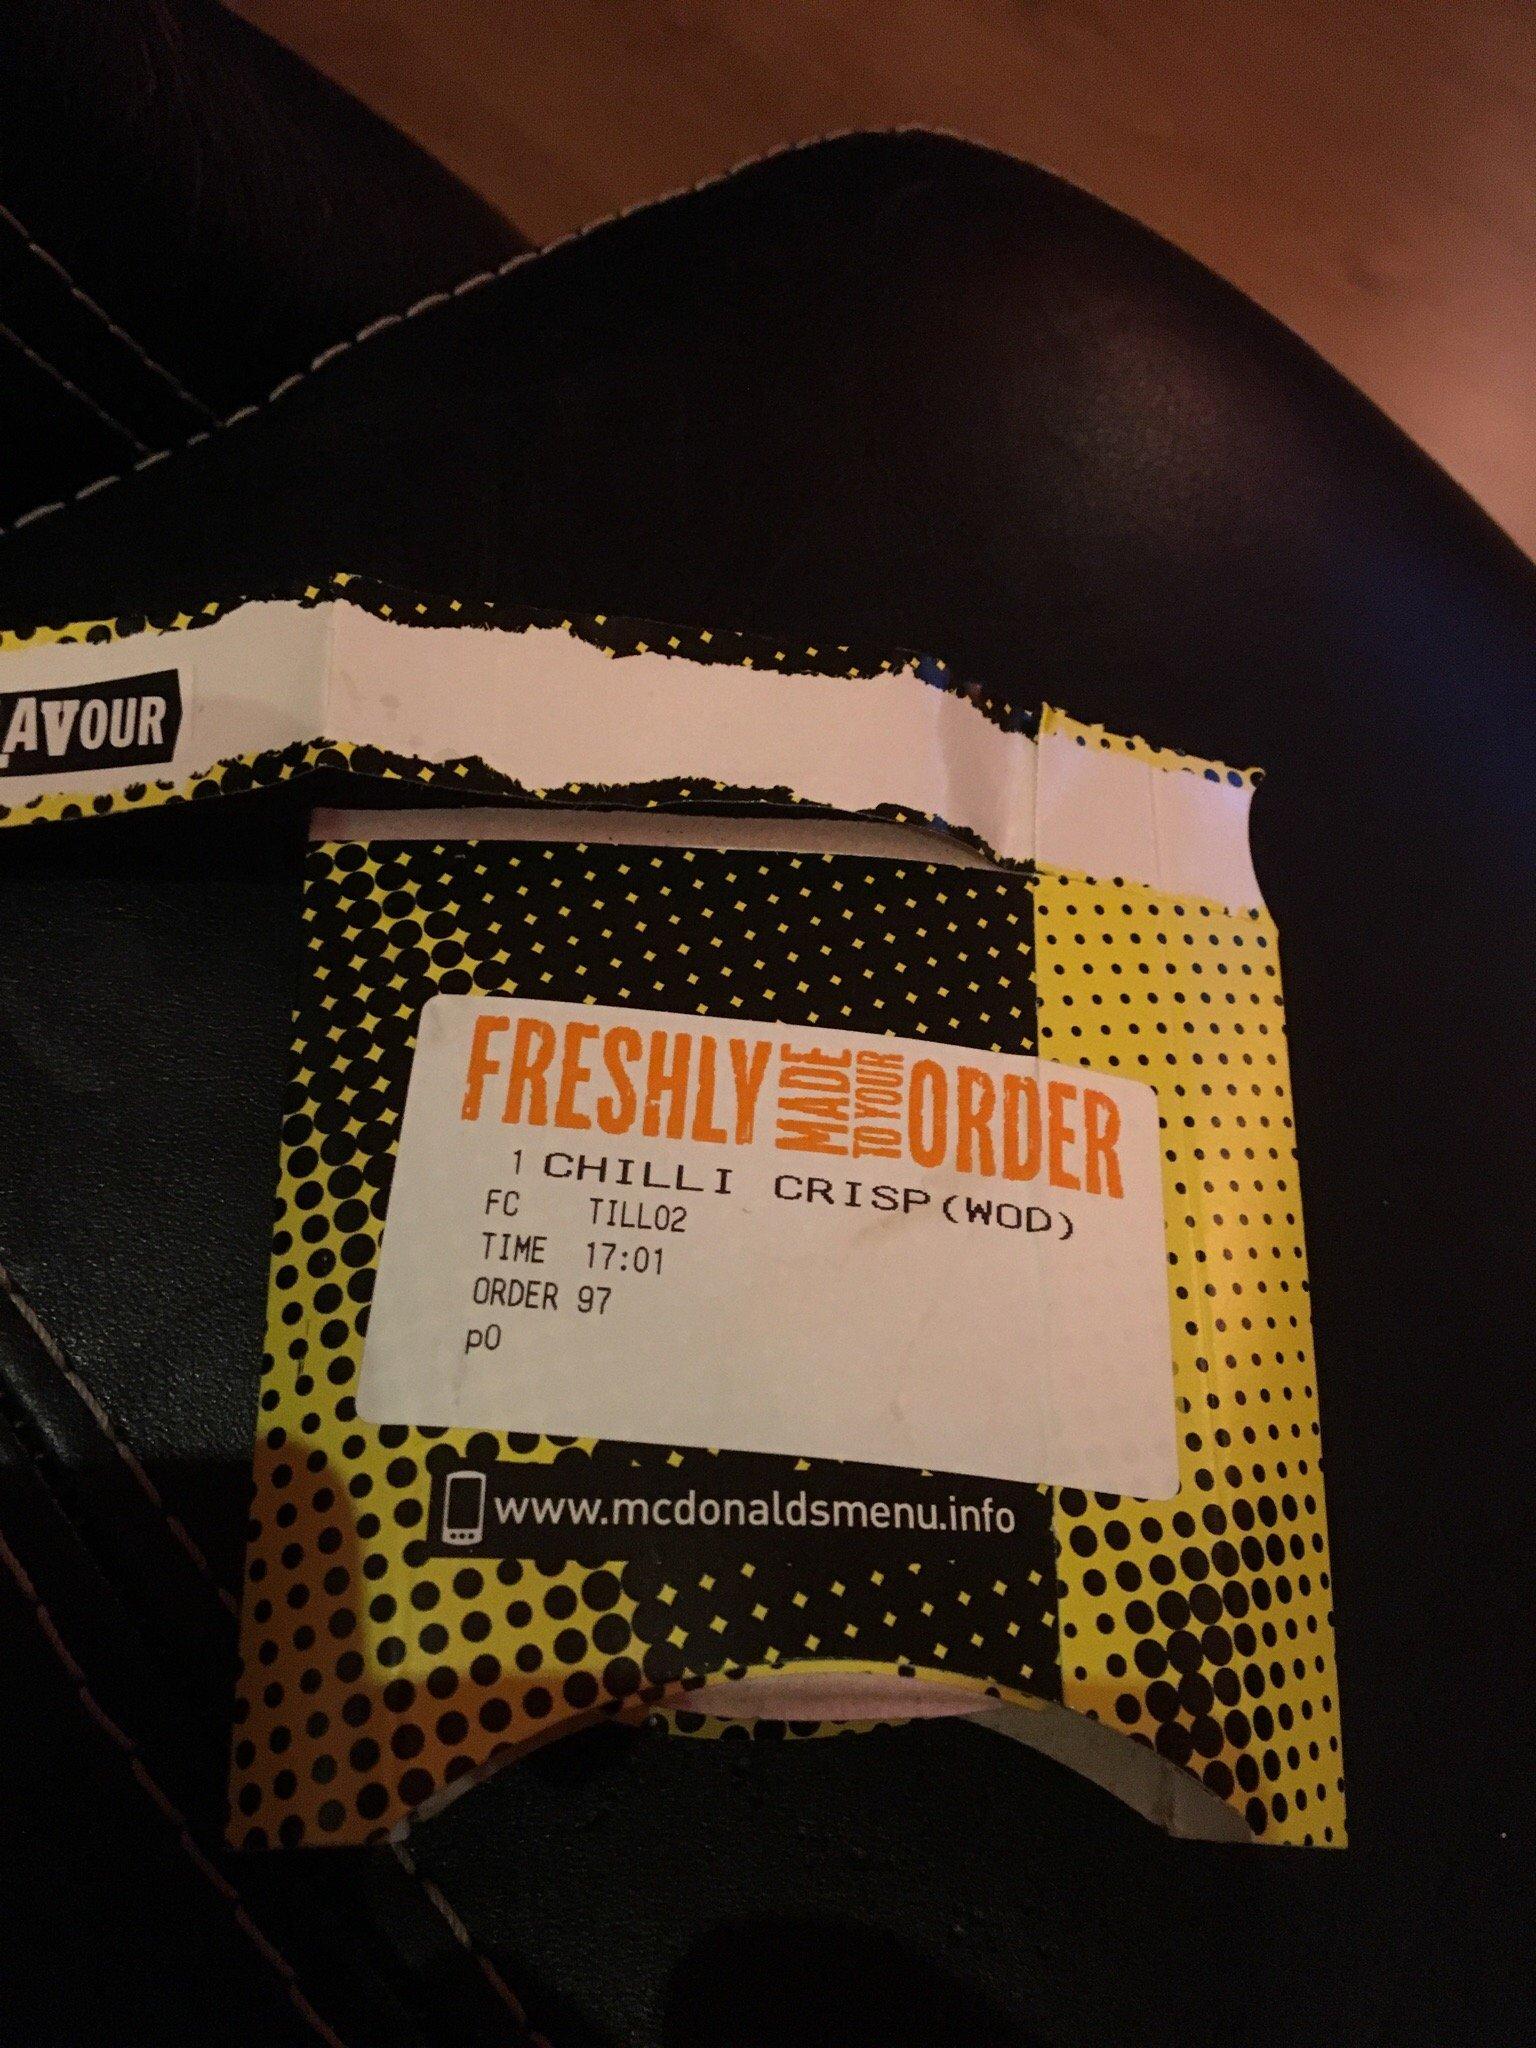 LAVOUR
FRESHLY MADE TO YOUR ORDER
1 CHILLI CRISP(WOD)
FC TILL02
TIME 17:01
ORDER 97
p0
www.mcdonaldsmenu.info